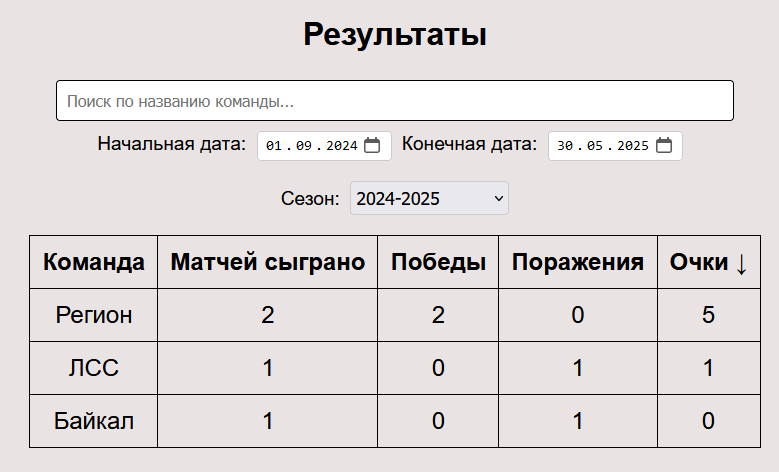 Результаты
Поиск по названию команды...
Начальная дата: 01.09.2024 Конечная дата: 30.05.2025
Сезон: 2024-2025
Команда Матчей сыграно Победы Поражения Очки ↓
Регион 2 2 0 5
ЛСС 1 0 1 1
Байкал 1 0 1 0